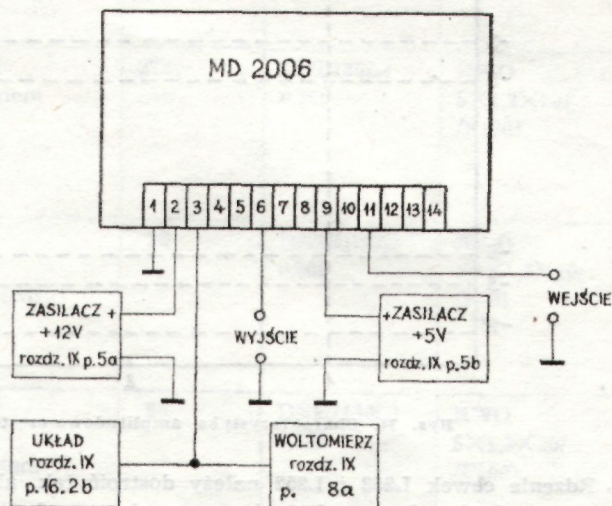 MD 2006
1 2 3 4 5 6 7 8 9 10 11 12 13 14
ZASILACZ +
+12V
rozdz. IX p.5a
WYJŚCIE
+ZASILACZ
+5V
rozdz. IX p.5b
WEJŚCIE
UKŁAD
rozdz. IX
p.16.2b
WOLTOMIERZ
rozdz. IX
p. 8a